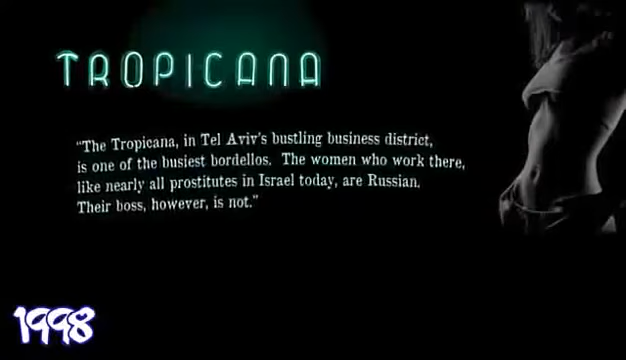 TROPICANA
"The Tropicana, in Tel Aviv's bustling business district,
is one of the busiest bordellos.  The women who work there,
like nearly all prostitutes in Israel today, are Russian.
Their boss, however, is not."
1998